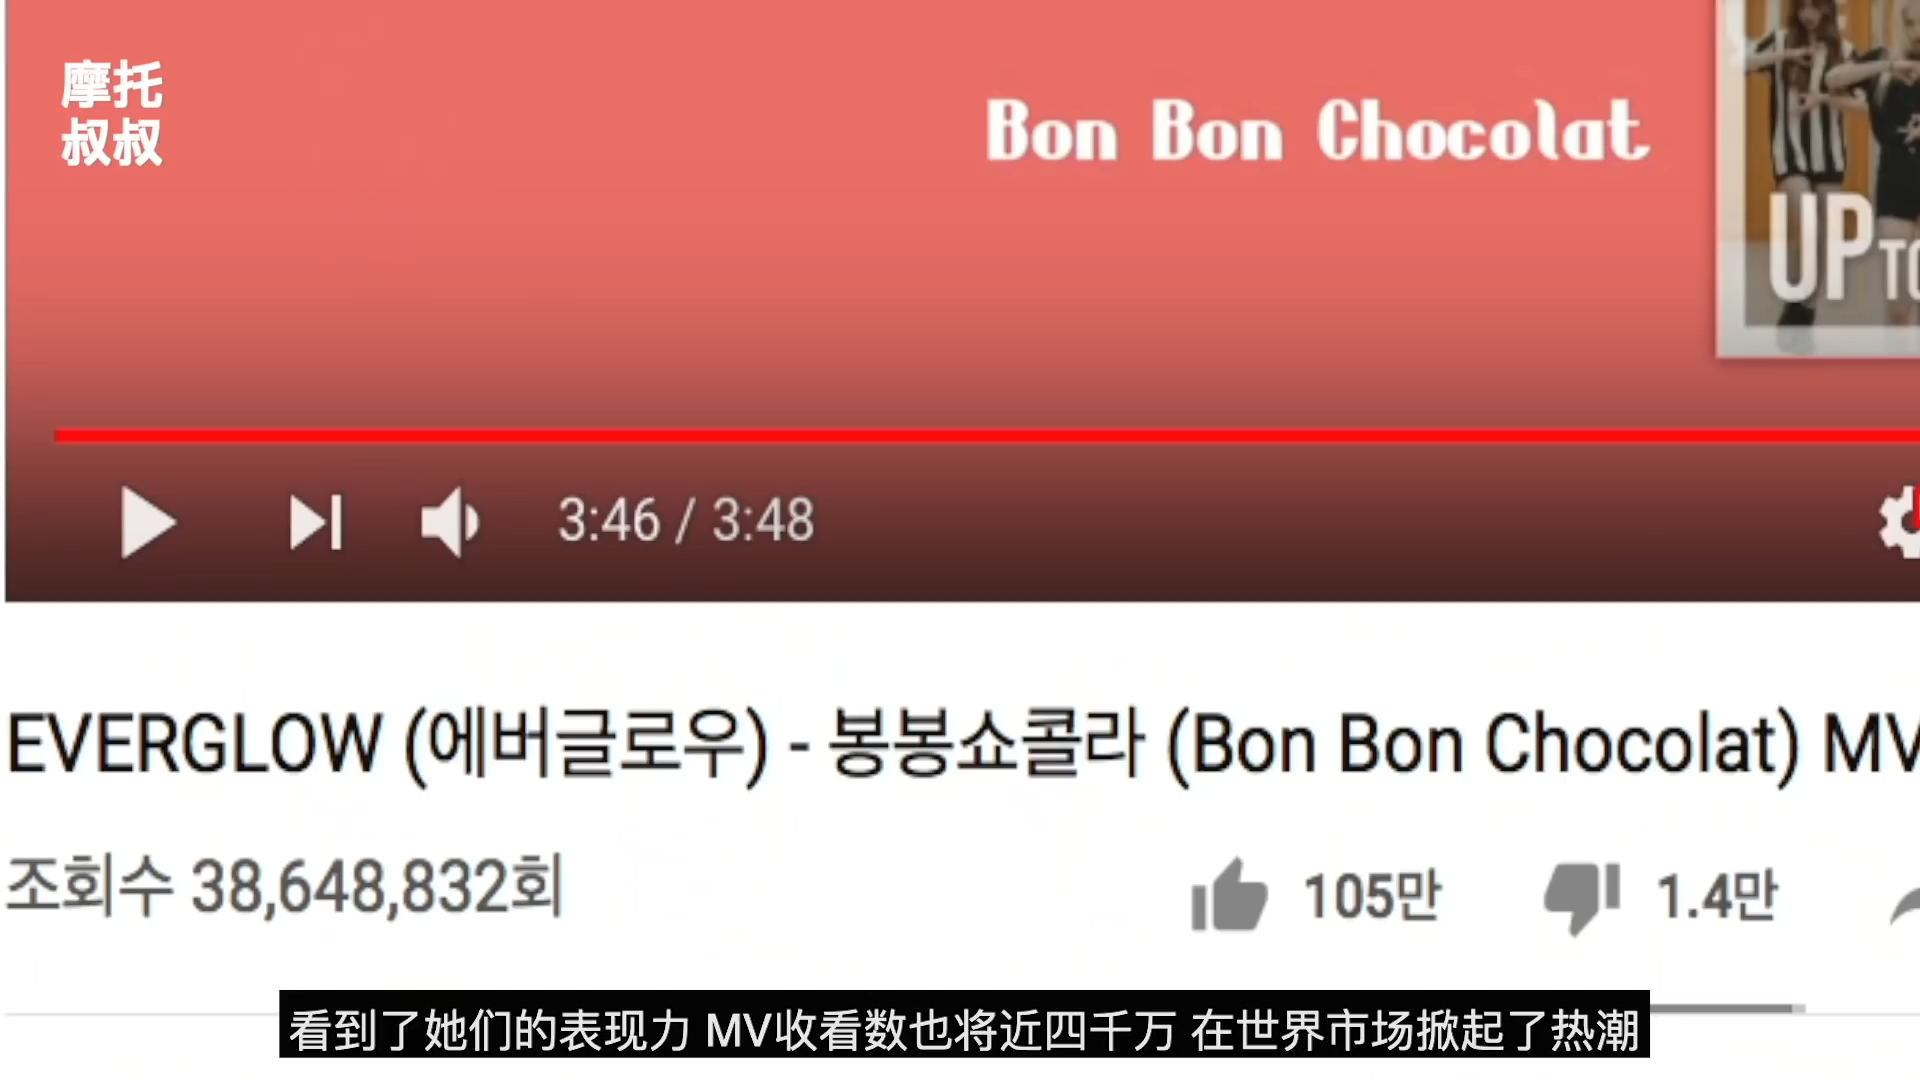 摩托
叔叔
Bon Bon Chocolat
UP TO
3:46 / 3:48
EVERGLOW (에버글로우) - 봉봉쇼콜라 (Bon Bon Chocolat) MV
조회수 38,648,832회
105만
1.4만
看到了她们的表现力 MV收看数也将近四千万 在世界市场掀起了热潮